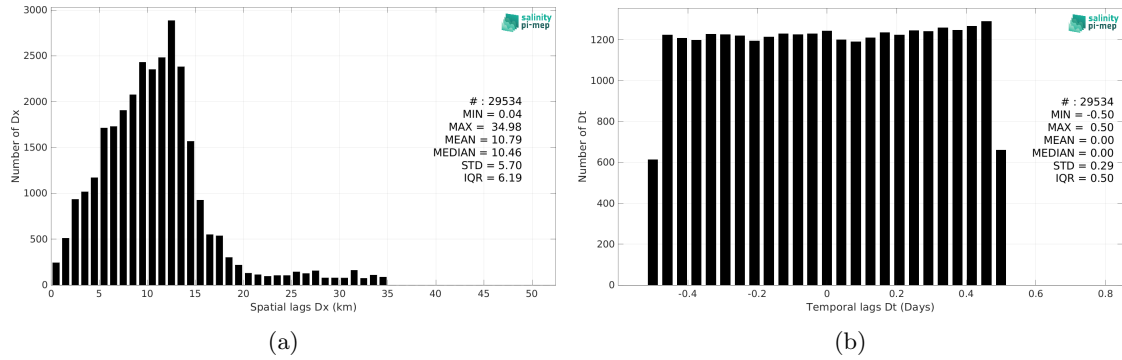 3000
2500
2000
1500
1000
500
0
Number of Dx
0 5 10 15 20 25 30 35 40 45 50
Spatial lags Dx (km)
salinity
pi-mep
# : 29534
MIN = 0.04
MAX = 34.98
MEAN = 10.79
MEDIAN = 10.46
STD = 5.70
IQR = 6.19
(a)
1200
1000
800
600
400
200
0
Number of Dt
-0.4 -0.2 0 0.2 0.4 0.6 0.8
Temporal lags Dt (Days)
salinity
pi-mep
# : 29534
MIN = -0.50
MAX = 0.50
MEAN = 0.00
MEDIAN = 0.00
STD = 0.29
IQR = 0.50
(b)